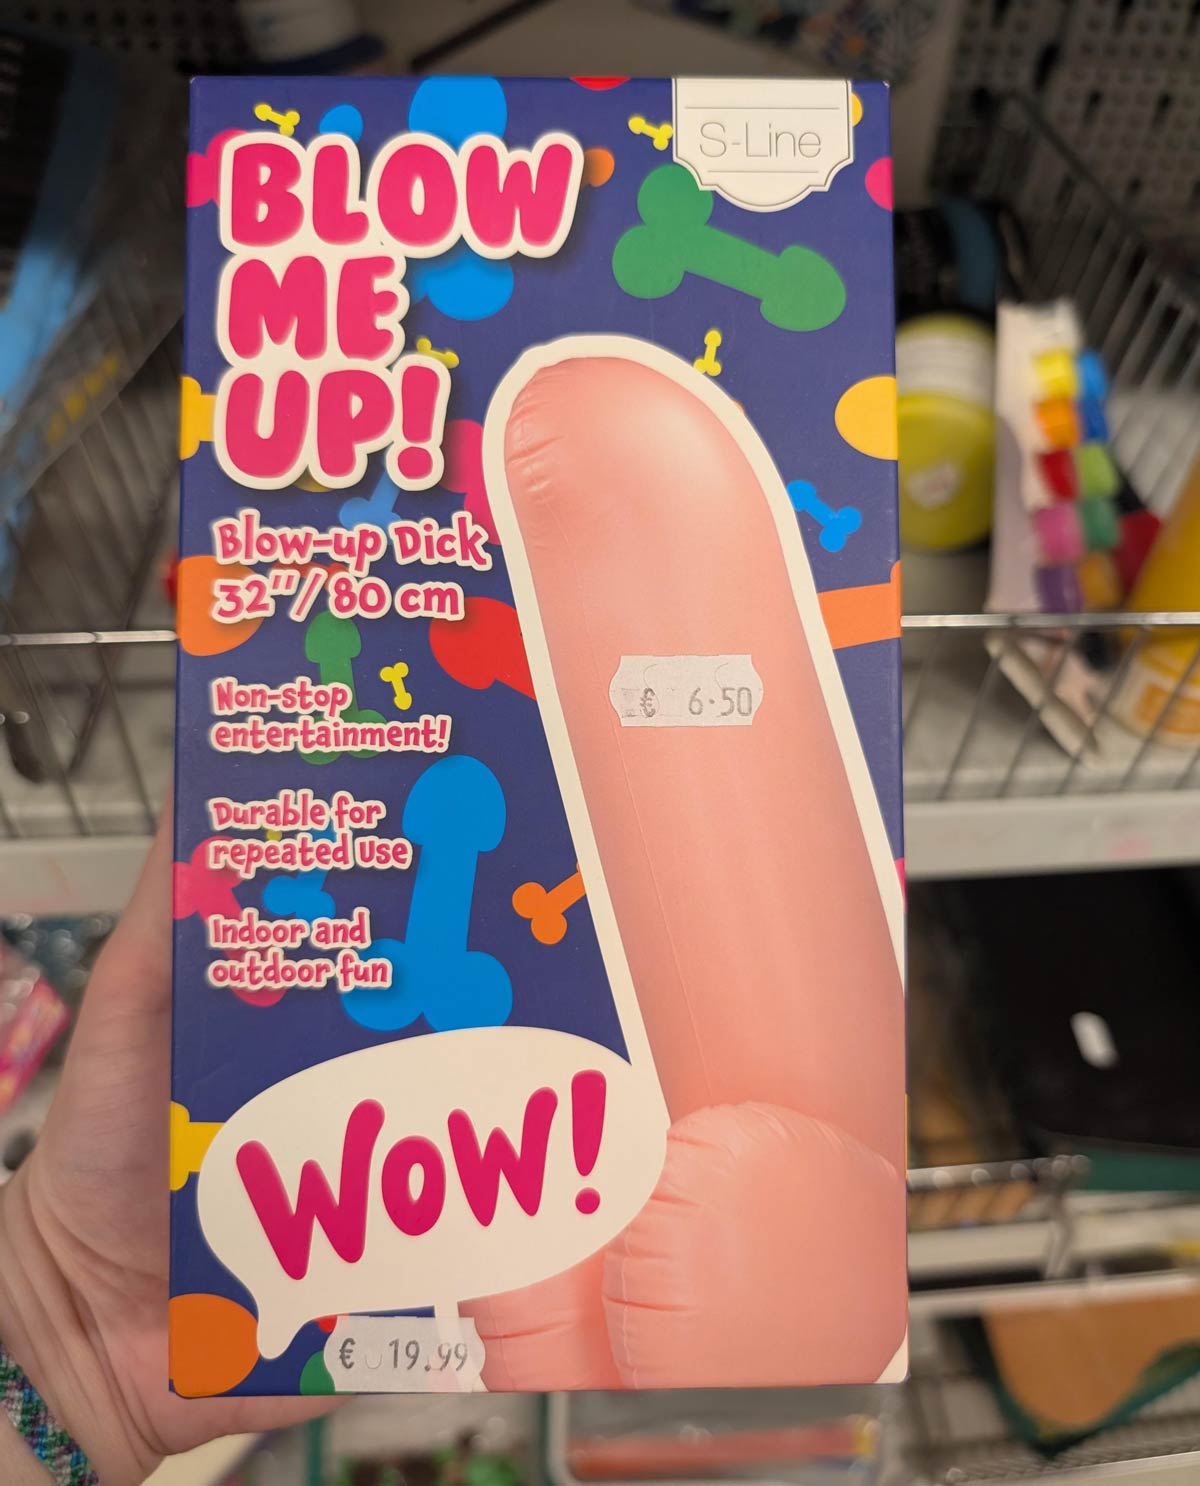 S-Line
BLOW
ME
UP!
Blow-up Dick
32"/80 cm
Non-stop
entertainment!
Durable for
repeated use
Indoor and
outdoor fun
€ 6.50
WOW!
€ 19.99